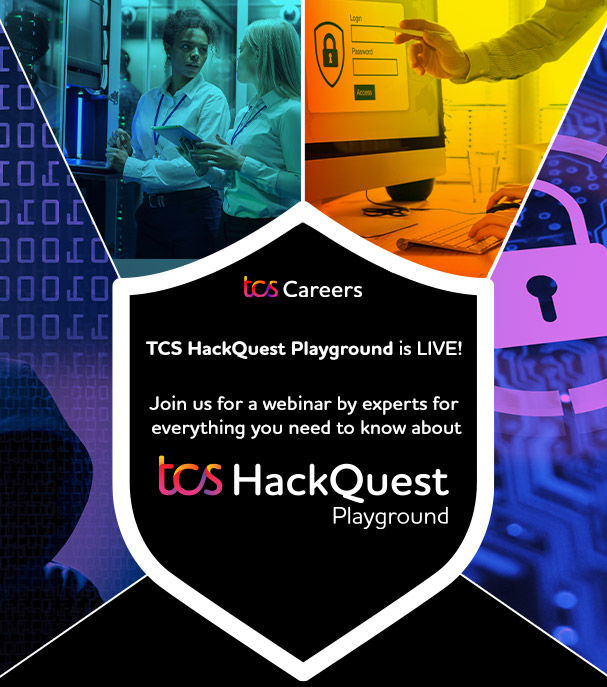 Login
Password
Access
tcs Careers
TCS HackQuest Playground is LIVE!
Join us for a webinar by experts for
everything you need to know about
tcs HackQuest
Playground